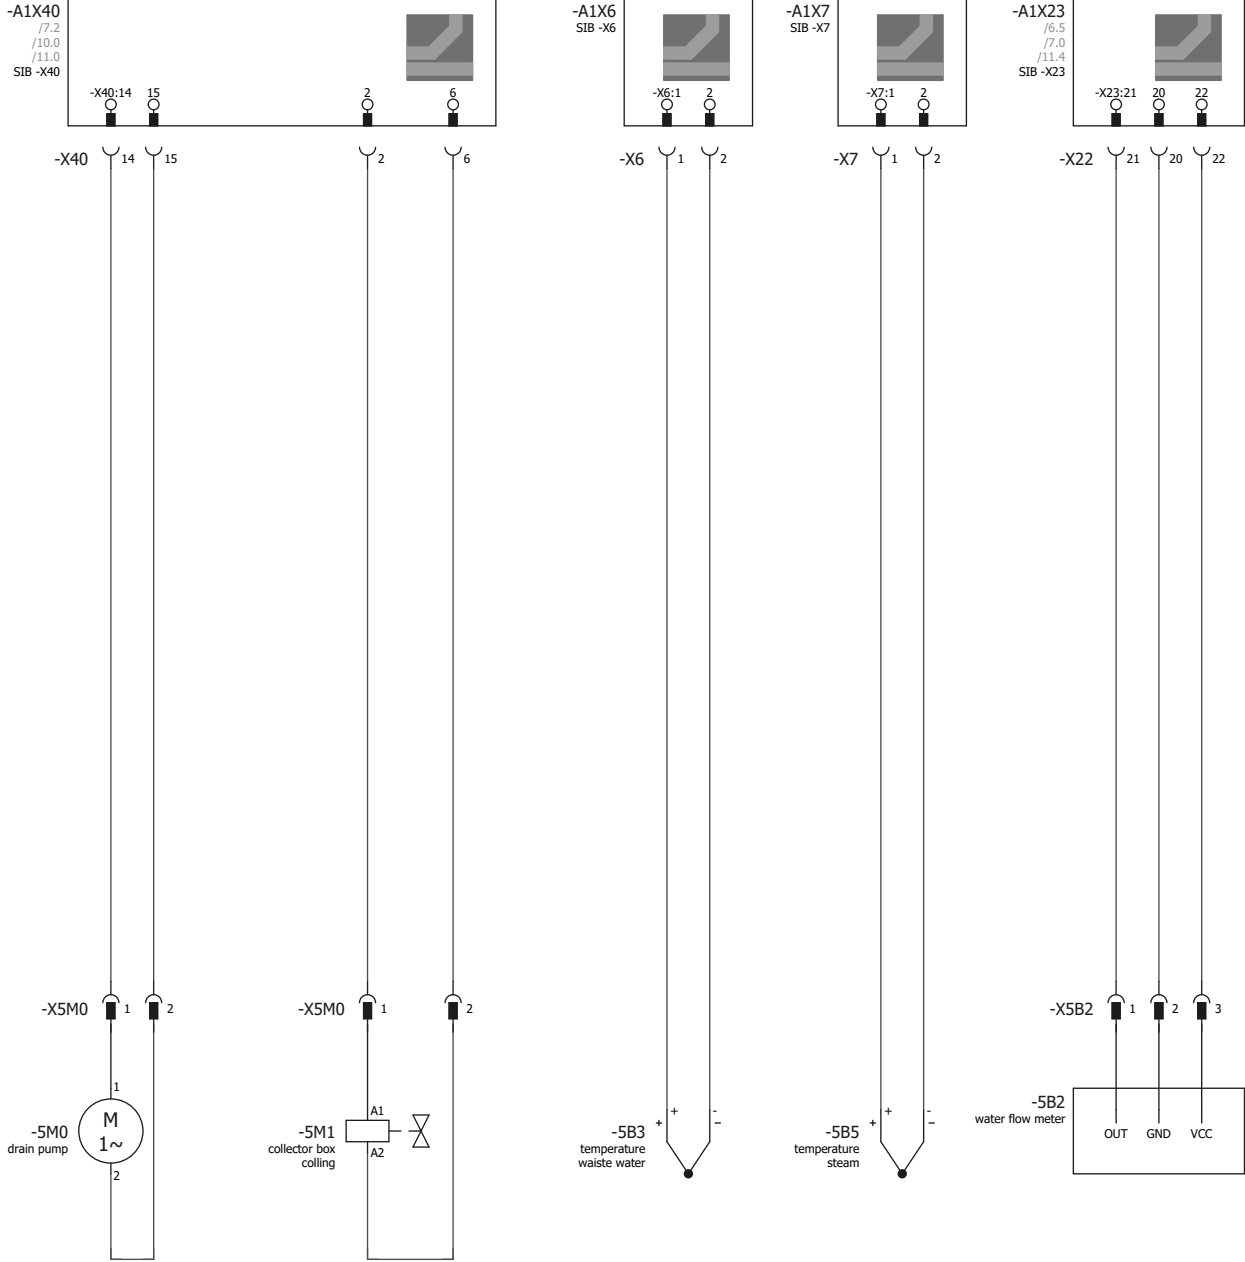 -A1X40
/7.2
/10.0
/11.0
SIB -X40
-X40:14 15 2 6
-X40 14 15 2 6
-A1X6
SIB -X6
-X6:1 2
-X6 1 2
-A1X7
SIB -X7
-X7:1 2
-X7 1 2
-A1X23
/6.5
/7.0
/11.4
SIB -X23
-X23:21 20 22
-X22 21 20 22
-X5M0 1 2
1
M
1~
-5M0
drain pump
2
-X5M0 1 2
A1
-5M1
collector box
colling
A2
+ -
+ −
-5B3
temperature
waiste water
+ -
+ −
-5B5
temperature
steam
-X5B2 1 2 3
-5B2
water flow meter
OUT GND VCC